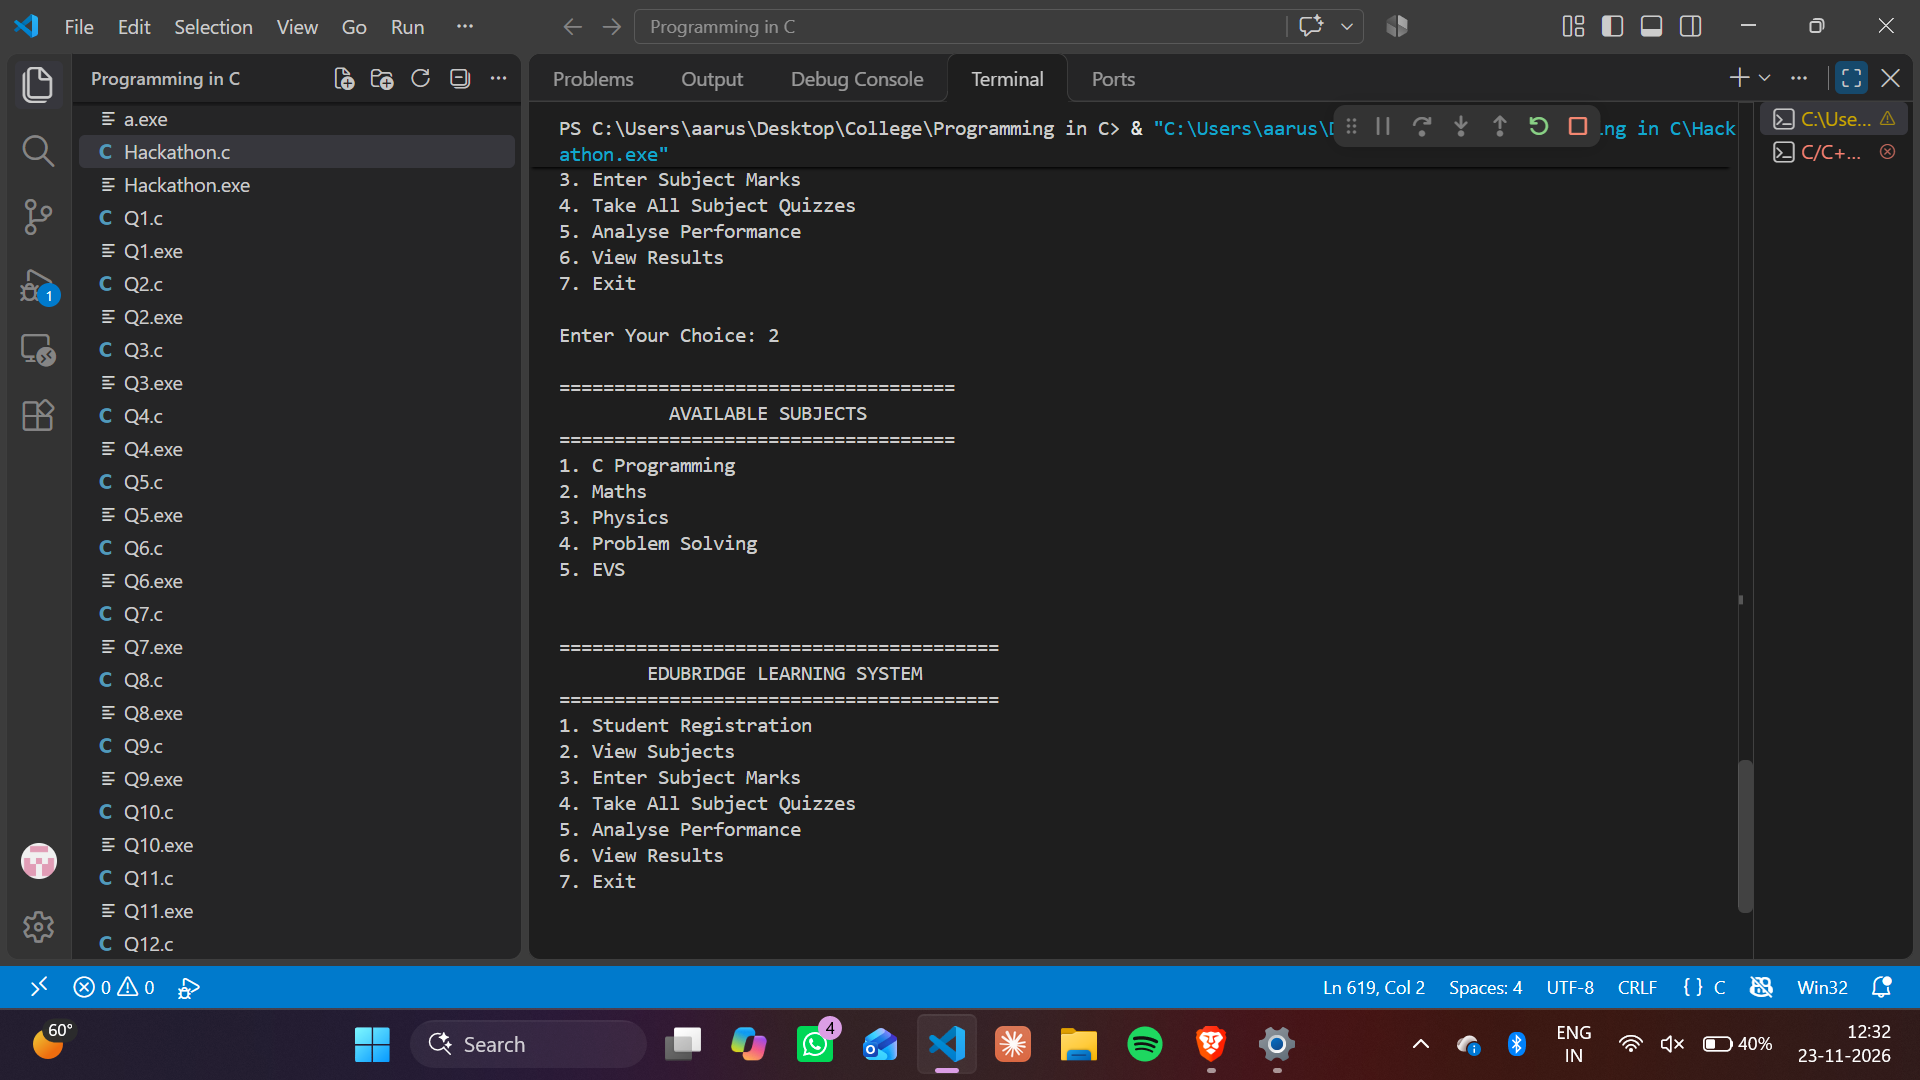 File Edit Selection View Go Run ...
Programming in C
Programming in C
a.exe
Hackathon.c
Hackathon.exe
Q1.c
Q1.exe
Q2.c
Q2.exe
Q3.c
Q3.exe
Q4.c
Q4.exe
Q5.c
Q5.exe
Q6.c
Q6.exe
Q7.c
Q7.exe
Q8.c
Q8.exe
Q9.c
Q9.exe
Q10.c
Q10.exe
Q11.c
Q11.exe
Q12.c
1
Problems Output Debug Console Terminal Ports
PS C:\Users\aarus\Desktop\College\Programming in C> & "C:\Users\aarus\ ng in C\Hack
athon.exe"
3. Enter Subject Marks
4. Take All Subject Quizzes
5. Analyse Performance
6. View Results
7. Exit
Enter Your Choice: 2
====================================
AVAILABLE SUBJECTS
====================================
1. C Programming
2. Maths
3. Physics
4. Problem Solving
5. EVS
========================================
EDUBRIDGE LEARNING SYSTEM
========================================
1. Student Registration
2. View Subjects
3. Enter Subject Marks
4. Take All Subject Quizzes
5. Analyse Performance
6. View Results
7. Exit
C:\Use...
C/C+...
0 0
Ln 619, Col 2 Spaces: 4 UTF-8 CRLF { } C Win32
60°
Search
4
ENG
IN
40%
12:32
23-11-2026